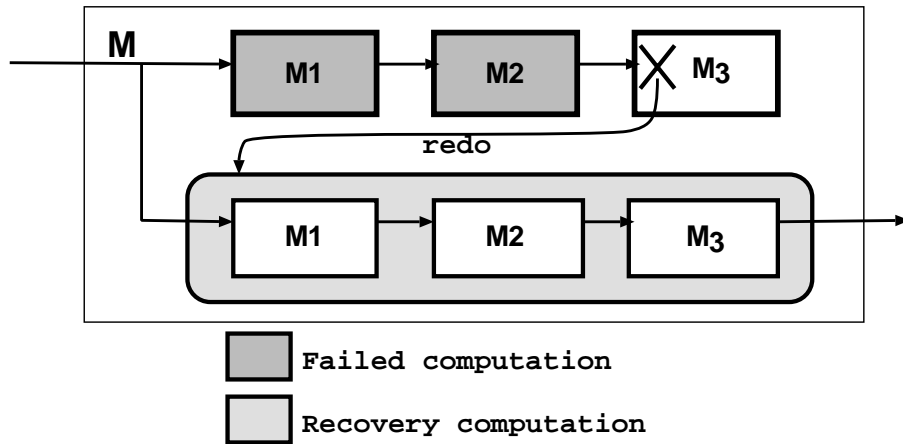 M
M1
M2
M3
redo
M1
M2
M3
Failed computation
Recovery computation